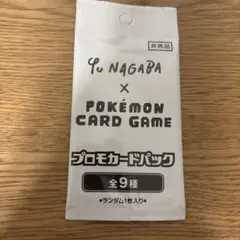 非売品
YU NAGABA
×
POKÉMON
CARD GAME
プロモカードパック
全9種
★ランダム1枚入り★